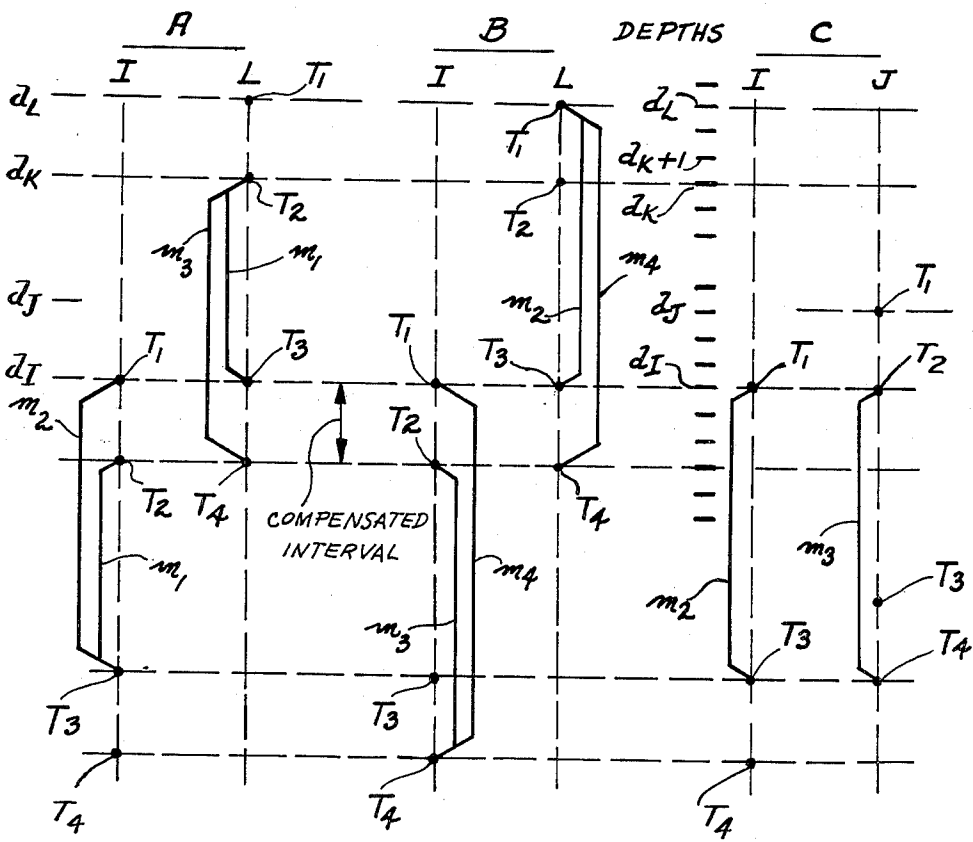 A B DEPTHS C
I L T1 I L I J
dL T1 dL
dK T2 T2 dK+1
dK
m3 m1 m2 m4
dJ dJ T1
dI T1 T3 T1 T3 dI T1 T2
m2
T2 T4 T2 T4
COMPENSATED
INTERVAL
m1 m4 m3
m3 m2 T3
T3 T3 T3 T4
T4 T4 T4